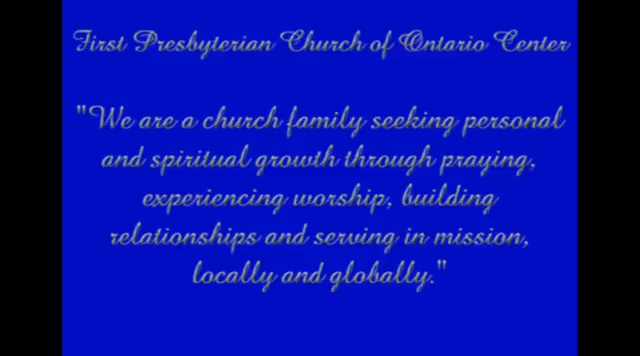 First Presbyterian Church of Ontario Center
"We are a church family seeking personal
and spiritual growth through praying,
experiencing worship, building
relationships and serving in mission,
locally and globally."